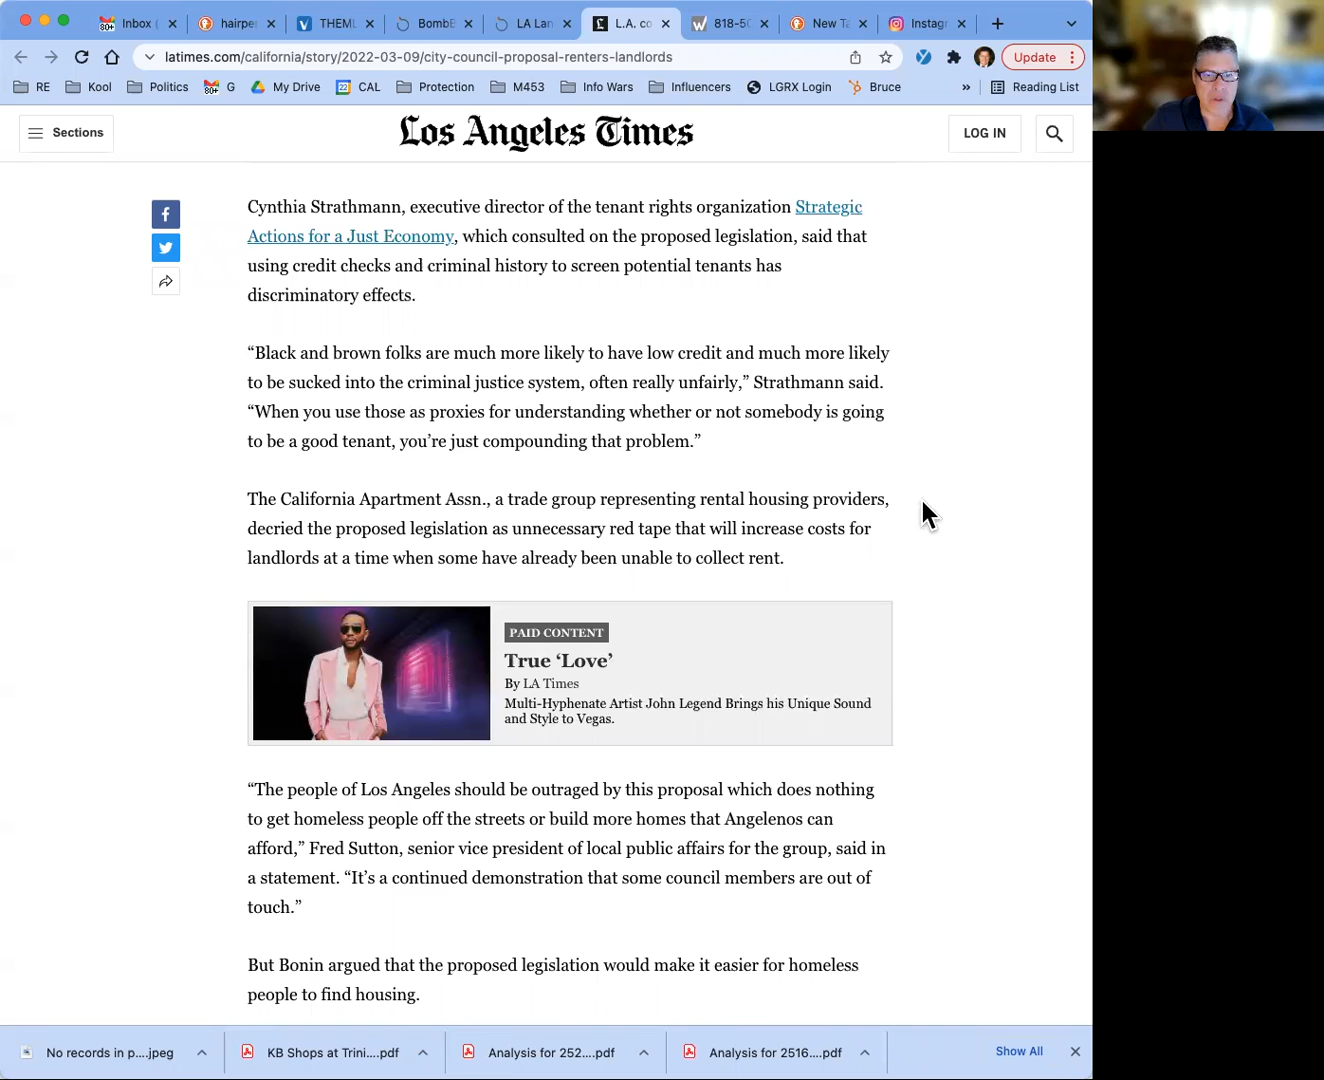 Inbox (
hairper
THEML
BombB
LA Lan
L.A. co
818-50
New Ta
Instagr
latimes.com/california/story/2022-03-09/city-council-proposal-renters-landlords
Update
RE
Kool
Politics
80+
G
My Drive
22
CAL
Protection
M453
Info Wars
Influencers
LGRX Login
Bruce
»
Reading List
Sections
Los Angeles Times
LOG IN
Cynthia Strathmann, executive director of the tenant rights organization Strategic
Actions for a Just Economy, which consulted on the proposed legislation, said that
using credit checks and criminal history to screen potential tenants has
discriminatory effects.
“Black and brown folks are much more likely to have low credit and much more likely
to be sucked into the criminal justice system, often really unfairly,” Strathmann said.
“When you use those as proxies for understanding whether or not somebody is going
to be a good tenant, you’re just compounding that problem.”
The California Apartment Assn., a trade group representing rental housing providers,
decried the proposed legislation as unnecessary red tape that will increase costs for
landlords at a time when some have already been unable to collect rent.
PAID CONTENT
True ‘Love’
By LA Times
Multi-Hyphenate Artist John Legend Brings his Unique Sound
and Style to Vegas.
“The people of Los Angeles should be outraged by this proposal which does nothing
to get homeless people off the streets or build more homes that Angelenos can
afford,” Fred Sutton, senior vice president of local public affairs for the group, said in
a statement. “It’s a continued demonstration that some council members are out of
touch.”
But Bonin argued that the proposed legislation would make it easier for homeless
people to find housing.
No records in p....jpeg
KB Shops at Trini....pdf
Analysis for 252....pdf
Analysis for 2516....pdf
Show All